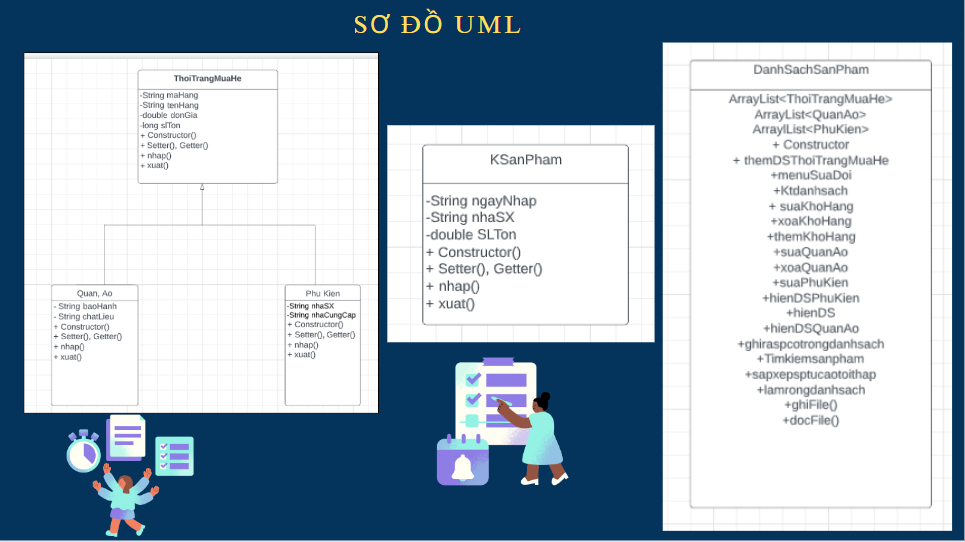 SƠ ĐỒ UML
ThoiTrangMuaHe
-String maHang
-String tenHang
-double donGia
-long slTon
+ Constructor()
+ Setter(), Getter()
+ nhap()
+ xuat()
Quan, Ao
- String baoHanh
- String chatLieu
+ Constructor()
+ Setter(), Getter()
+ nhap()
+ xuat()
Phu Kien
-String nhaSX
-String nhaCungCap
+ Constructor()
+ Setter(), Getter()
+ nhap()
+ xuat()
KSanPham
-String ngayNhap
-String nhaSX
-double SLTon
+ Constructor()
+ Setter(), Getter()
+ nhap()
+ xuat()
DanhSachSanPham
ArrayList<ThoiTrangMuaHe>
ArrayList<QuanAo>
ArraylList<PhuKien>
+ Constructor
+ themDSThoiTrangMuaHe
+menuSuaDoi
+Ktdanhsach
+ suaKhoHang
+xoaKhoHang
+themKhoHang
+suaQuanAo
+xoaQuanAo
+suaPhuKien
+hienDSPhuKien
+hienDS
+hienDSQuanAo
+ghiraspcotrongdanhsach
+Timkiemsanpham
+sapxepsptucaotoithap
+lamrongdanhsach
+ghiFile()
+docFile()